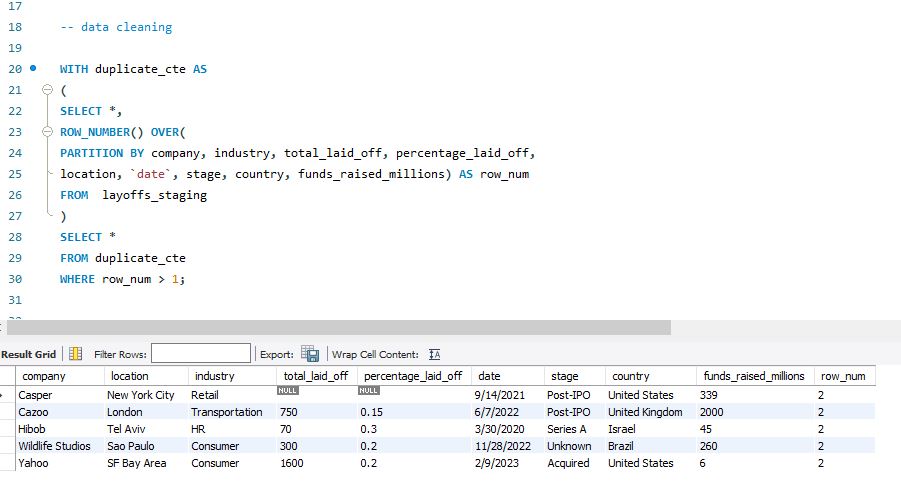 17
18 -- data cleaning
19
20 WITH duplicate_cte AS
21 (
22 SELECT *,
23 ROW_NUMBER() OVER(
24 PARTITION BY company, industry, total_laid_off, percentage_laid_off,
25 location, `date`, stage, country, funds_raised_millions) AS row_num
26 FROM  layoffs_staging
27 )
28 SELECT *
29 FROM duplicate_cte
30 WHERE row_num > 1;
31
Result Grid Filter Rows: Export: Wrap Cell Content:
company location industry total_laid_off percentage_laid_off date stage country funds_raised_millions row_num
Casper New York City Retail NULL NULL 9/14/2021 Post-IPO United States 339 2
Cazoo London Transportation 750 0.15 6/7/2022 Post-IPO United Kingdom 2000 2
Hibob Tel Aviv HR 70 0.3 3/30/2020 Series A Israel 45 2
Wildlife Studios Sao Paulo Consumer 300 0.2 11/28/2022 Unknown Brazil 260 2
Yahoo SF Bay Area Consumer 1600 0.2 2/9/2023 Acquired United States 6 2